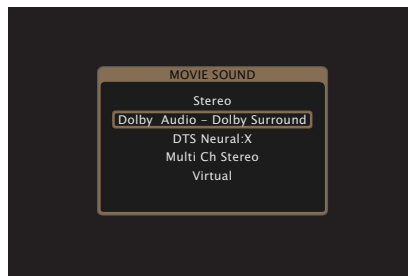 MOVIE SOUND
Stereo
Dolby Audio – Dolby Surround
DTS Neural:X
Multi Ch Stereo
Virtual